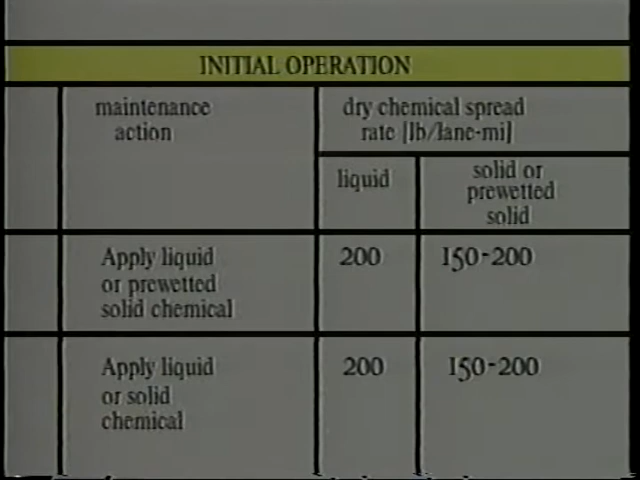 INITIAL OPERATION
maintenance
action
dry chemical spread
rate [lb/lane-mi]
liquid
solid or
prewetted
solid
Apply liquid
or prewetted
solid chemical
200
150-200
Apply liquid
or solid
chemical
200
150-200